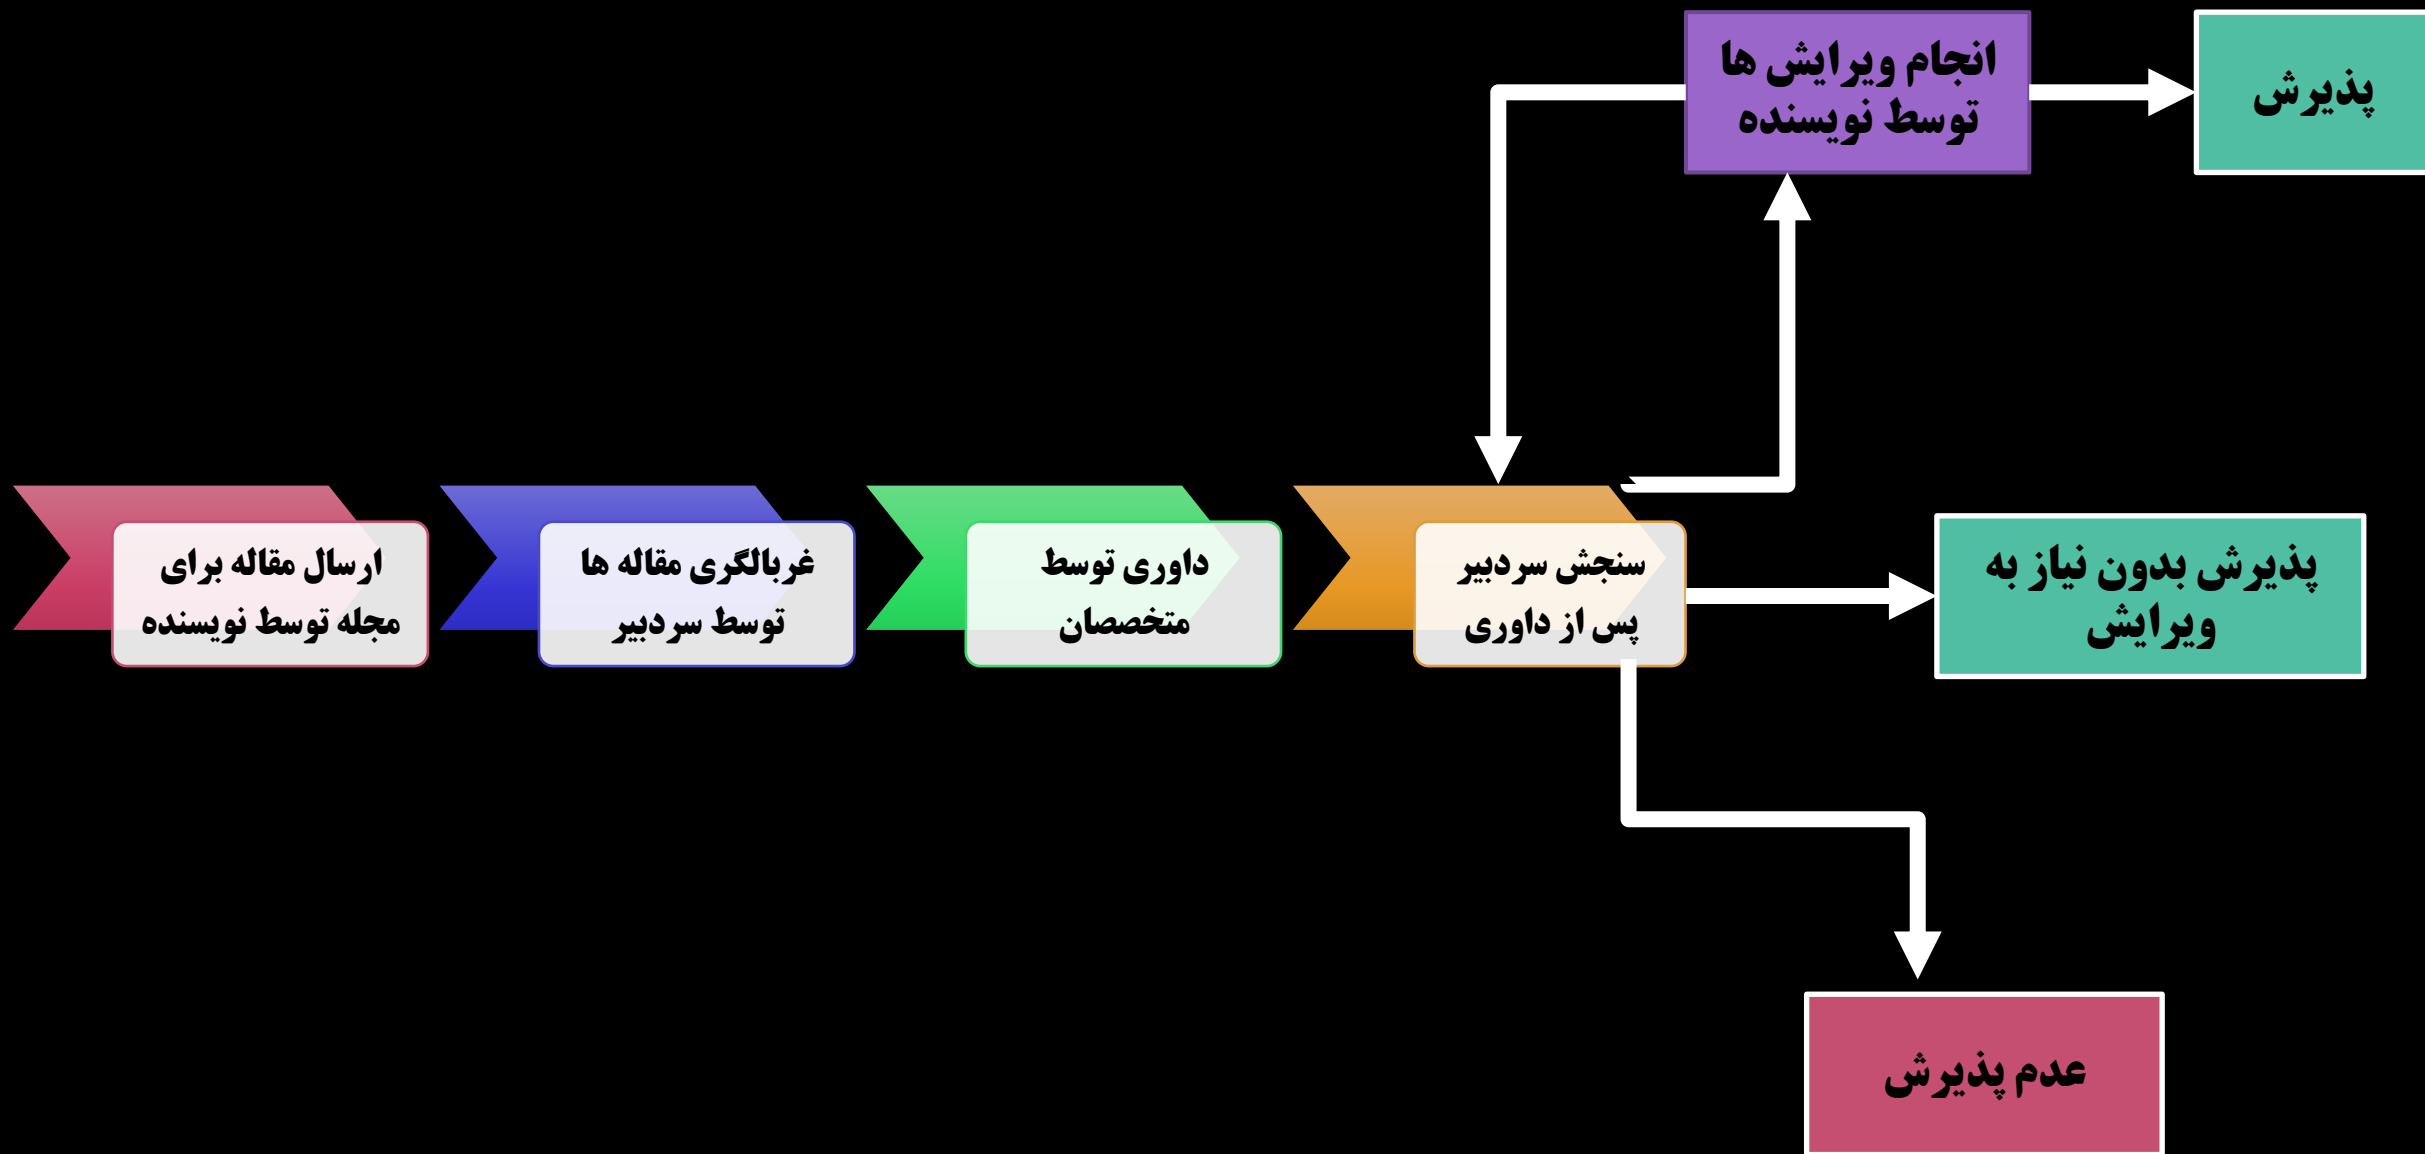 انجام ویرایش ها
توسط نویسنده
پذیرش
ارسال مقاله برای
مجله توسط نویسنده
غربالگری مقاله ها
توسط سردبیر
داوری توسط
متخصصان
سنجش سردبیر
پس از داوری
پذیرش بدون نیاز به
ویرایش
عدم پذیرش